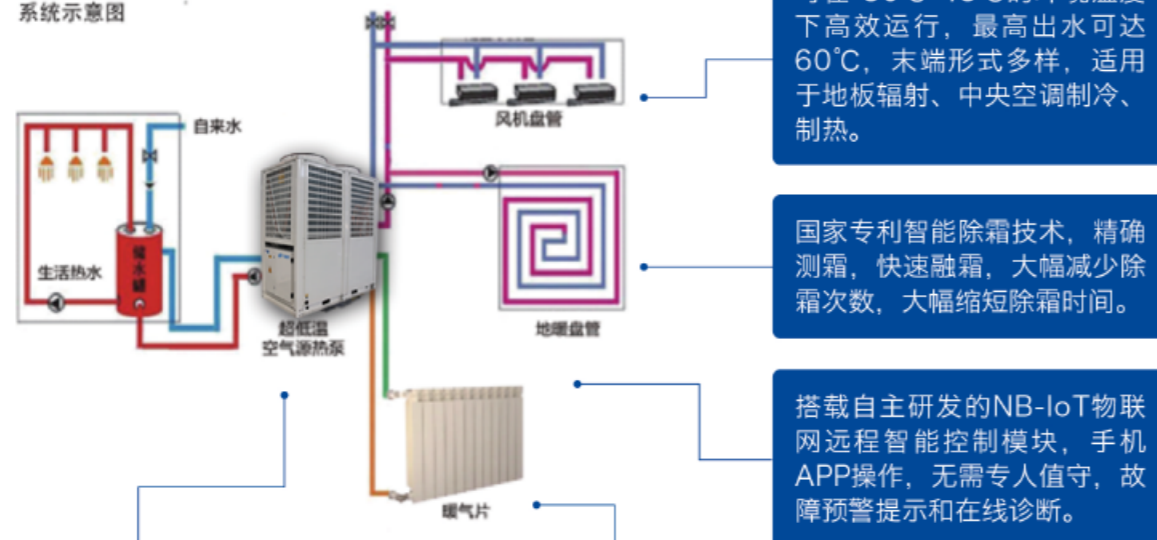 系统示意图
自来水
储水罐
生活热水
超低温
空气源热泵
风机盘管
地暖盘管
暖气片
下高效运行，最高出水可达
60℃，末端形式多样，适用
于地板辐射、中央空调制冷、
制热。
国家专利智能除霜技术，精确
测霜，快速融霜，大幅减少除
霜次数，大幅缩短除霜时间。
搭载自主研发的NB-IoT物联
网远程智能控制模块，手机
APP操作，无需专人值守，故
障预警提示和在线诊断。